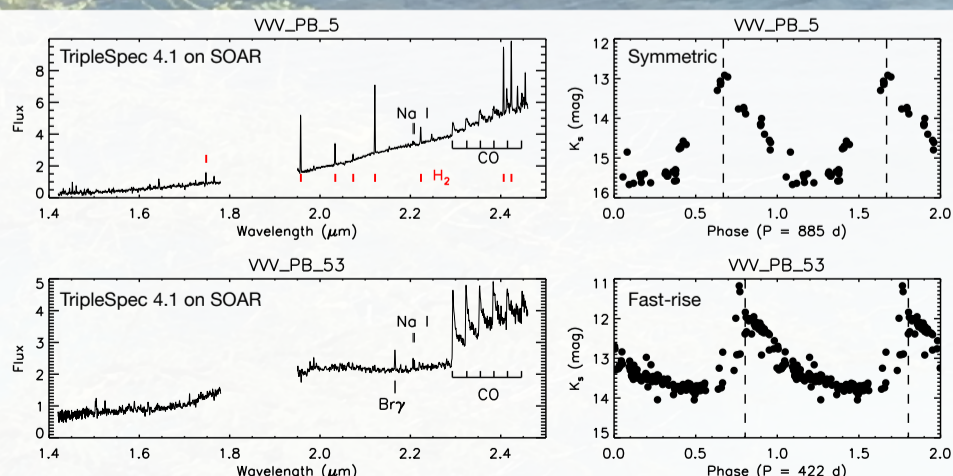 VVV_PB_5
TripleSpec 4.1 on SOAR
Flux
8
6
4
2
0
Na I
CO
H2
1.4 1.6 1.8 2.0 2.2 2.4
Wavelength (μm)
VVV_PB_5
Symmetric
Ks (mag)
12
13
14
15
16
0.0 0.5 1.0 1.5 2.0
Phase (P = 885 d)
VVV_PB_53
TripleSpec 4.1 on SOAR
Flux
5
4
3
2
1
0
Na I
Brγ
CO
1.4 1.6 1.8 2.0 2.2 2.4
Wavelength (μm)
VVV_PB_53
Fast-rise
Ks (mag)
11
12
13
14
15
0.0 0.5 1.0 1.5 2.0
Phase (P = 422 d)